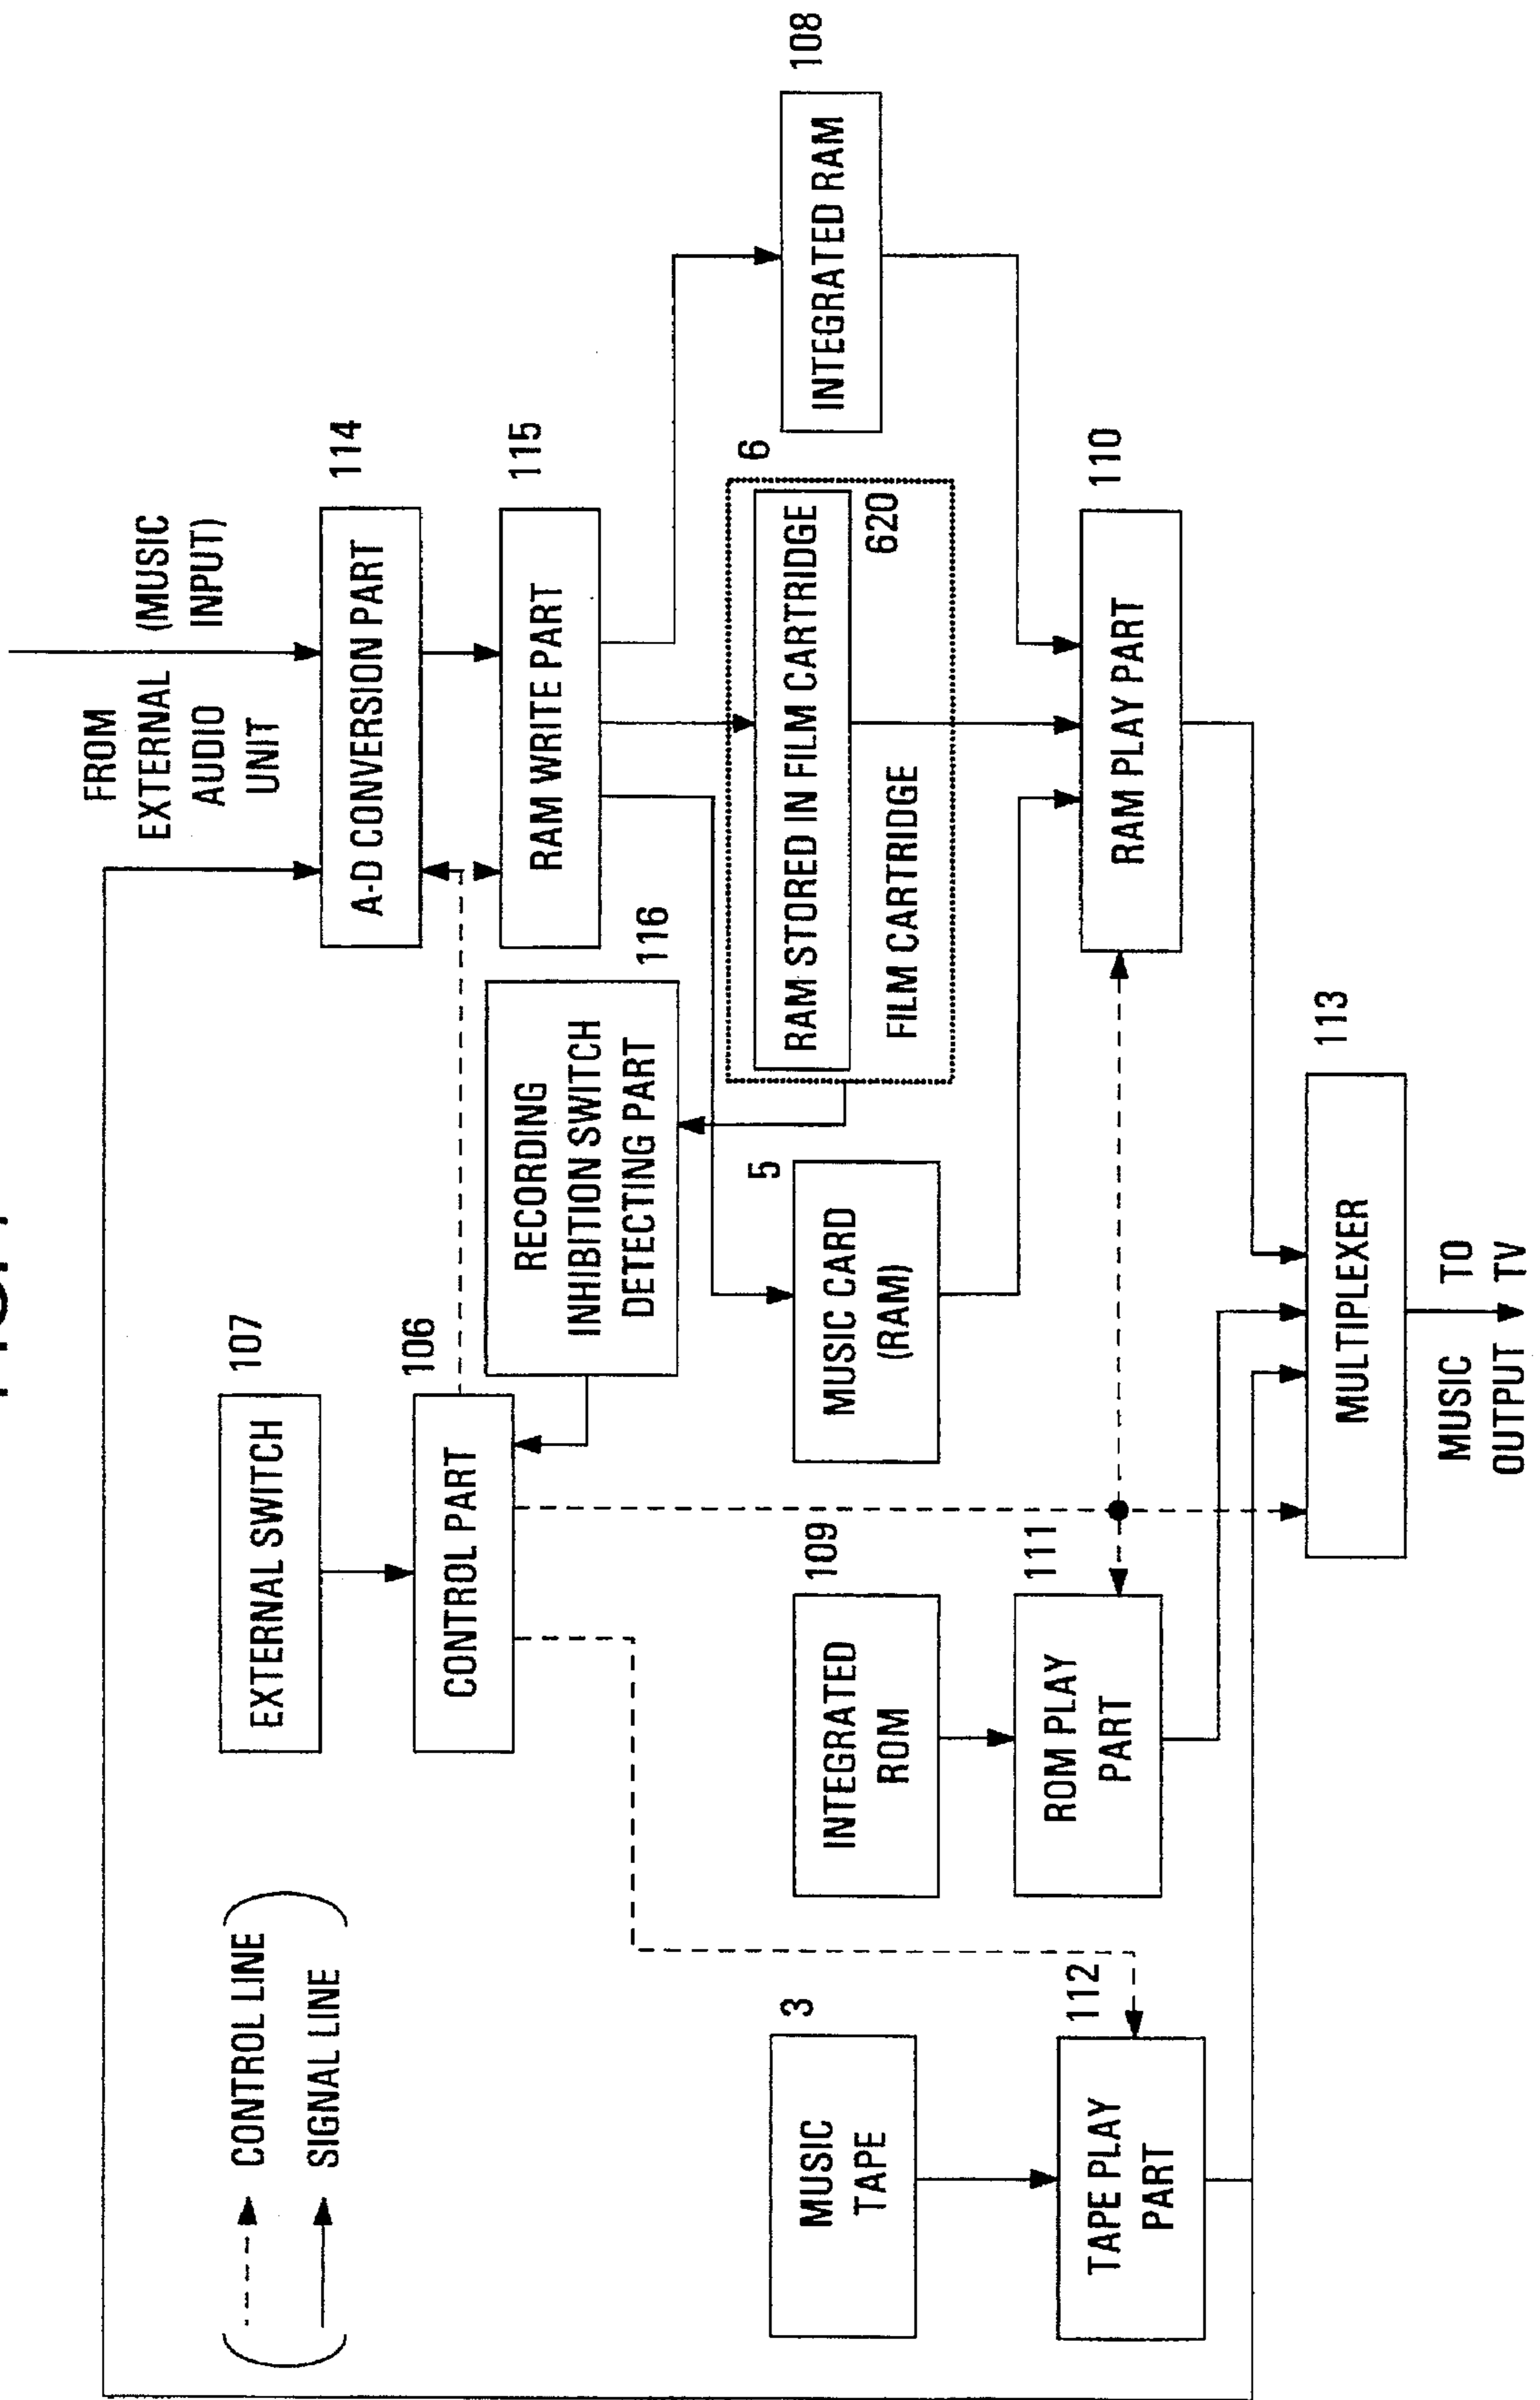 FROM
EXTERNAL
AUDIO
UNIT
(MUSIC
INPUT)
CONTROL LINE
SIGNAL LINE
EXTERNAL SWITCH
107
A-D CONVERSION PART
114
CONTROL PART
106
RECORDING
INHIBITION SWITCH
DETECTING PART
116
RAM WRITE PART
115
MUSIC
TAPE
3
INTEGRATED
ROM
109
MUSIC CARD
(RAM)
5
RAM STORED IN FILM CARTRIDGE
620
FILM CARTRIDGE
6
INTEGRATED RAM
108
TAPE PLAY
PART
112
ROM PLAY
PART
111
RAM PLAY PART
110
MULTIPLEXER
113
MUSIC
OUTPUT
TO
TV